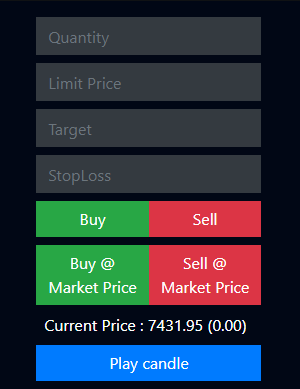 Quantity
Limit Price
Target
StopLoss
Buy Sell
Buy @ Sell @
Market Price Market Price
Current Price : 7431.95 (0.00)
Play candle